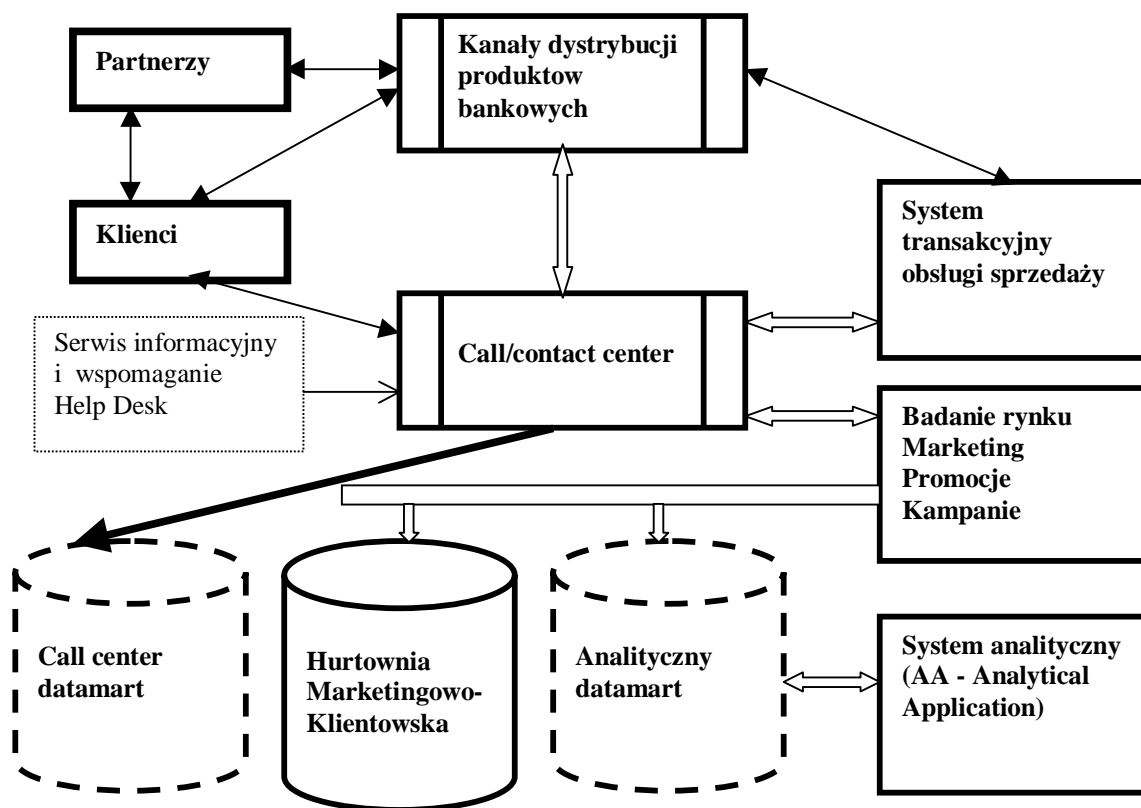 Partnerzy
Kanały dystrybucji
produktow
bankowych
Klienci
System
transakcyjny
obsługi sprzedaży
Serwis informacyjny
i wspomaganie
Help Desk
Call/contact center
Badanie rynku
Marketing
Promocje
Kampanie
Call center
datamart
Hurtownia
Marketingowo-
Klientowska
Analityczny
datamart
System analityczny
(AA - Analytical
Application)